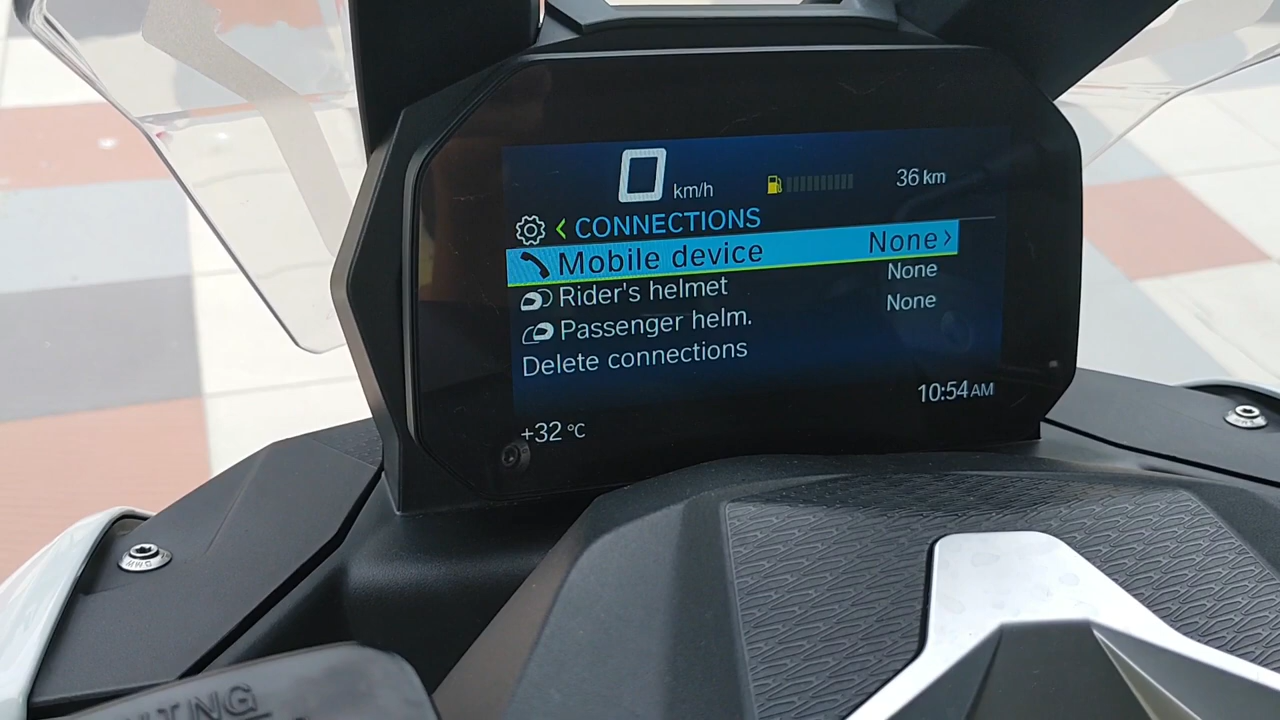 0 km/h 36 km
CONNECTIONS
Mobile device None
Rider's helmet None
Passenger helm. None
Delete connections
10:54 AM
+32 °C